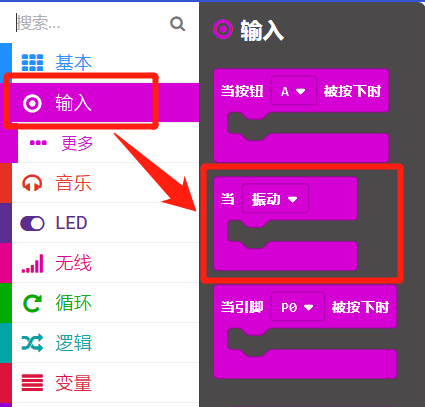 搜索...
基本
输入
更多
音乐
LED
无线
循环
逻辑
变量
输入
当按钮 A 被按下时
当 振动
当引脚 P0 被按下时